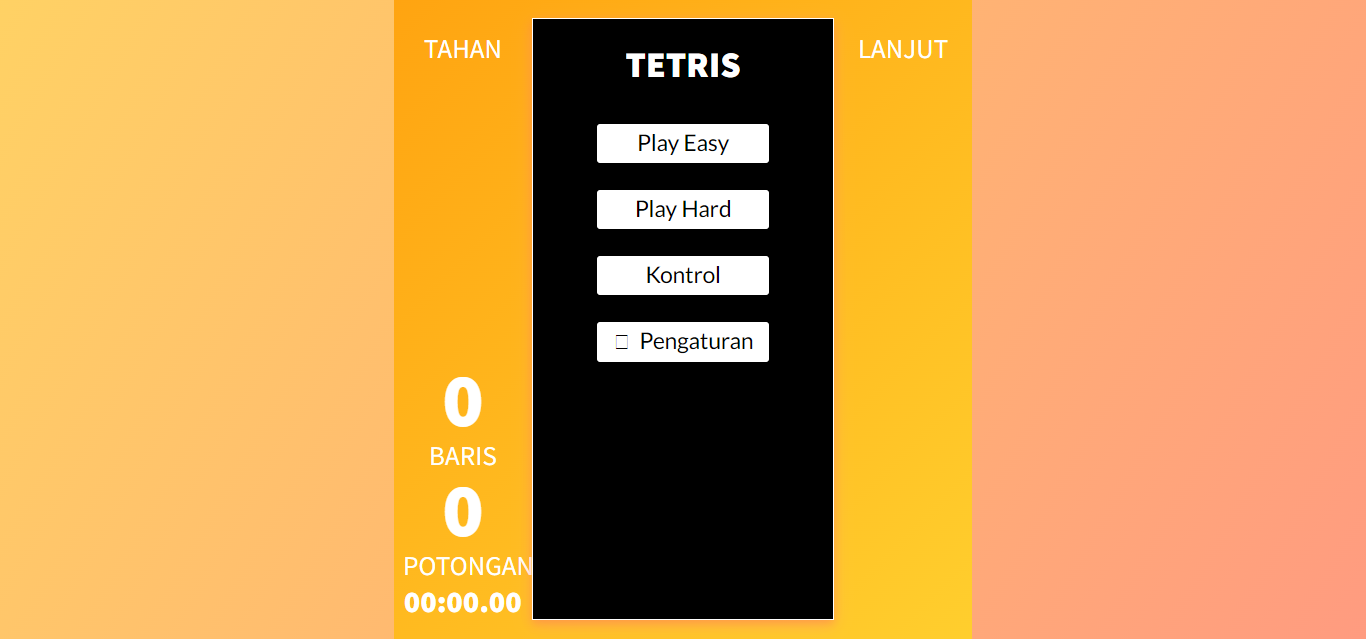 TAHAN
TETRIS
LANJUT
Play Easy
Play Hard
Kontrol
Pengaturan
0
BARIS
0
POTONGAN
00:00.00